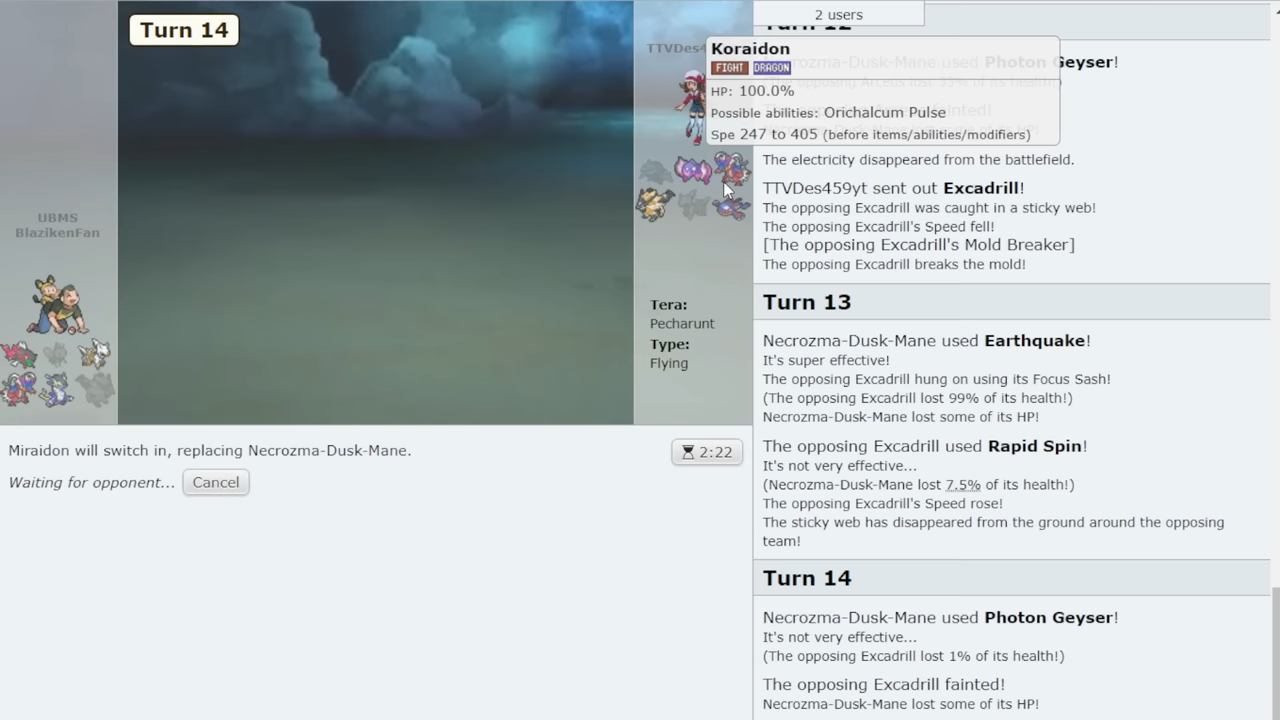 Turn 14
UBMS
BlazikenFan
TTVDes4
Koraidon
FIGHT DRAGON
HP: 100.0%
Possible abilities: Orichalcum Pulse
Spe 247 to 405 (before items/abilities/modifiers)
Tera:
Pecharunt
Type:
Flying
Miraidon will switch in, replacing Necrozma-Dusk-Mane.
2:22
Waiting for opponent... Cancel
2 users
Turn 12
Necrozma-Dusk-Mane used Photon Geyser!
The electricity disappeared from the battlefield.
TTVDes459yt sent out Excadrill!
The opposing Excadrill was caught in a sticky web!
The opposing Excadrill's Speed fell!
[The opposing Excadrill's Mold Breaker]
The opposing Excadrill breaks the mold!
Turn 13
Necrozma-Dusk-Mane used Earthquake!
It's super effective!
The opposing Excadrill hung on using its Focus Sash!
(The opposing Excadrill lost 99% of its health!)
Necrozma-Dusk-Mane lost some of its HP!
The opposing Excadrill used Rapid Spin!
It's not very effective...
(Necrozma-Dusk-Mane lost 7.5% of its health!)
The opposing Excadrill's Speed rose!
The sticky web has disappeared from the ground around the opposing
team!
Turn 14
Necrozma-Dusk-Mane used Photon Geyser!
It's not very effective...
(The opposing Excadrill lost 1% of its health!)
The opposing Excadrill fainted!
Necrozma-Dusk-Mane lost some of its HP!